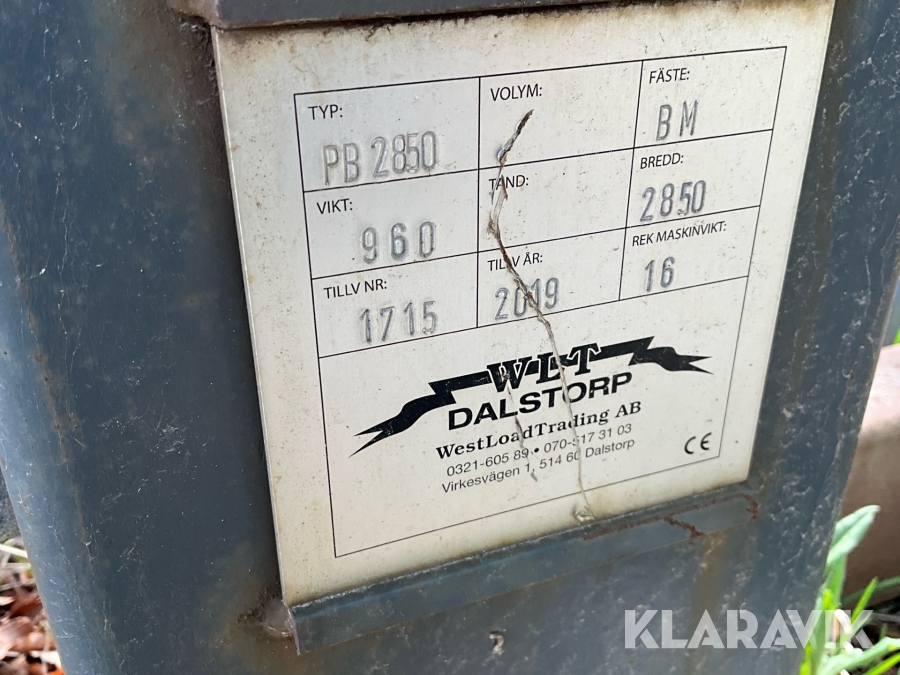 TYP:
PB 2850
VOLYM:
FÄSTE:
BM
VIKT:
960
TAND:
BREDD:
2850
TILLV NR:
1715
TILLV ÅR:
2019
REK MASKINVIKT:
16
WLT
DALSTORP
WestLoadTrading AB
0321-605 89 • 070-517 31 03
Virkesvägen 1, 514 60 Dalstorp
CE
KLARAVIK